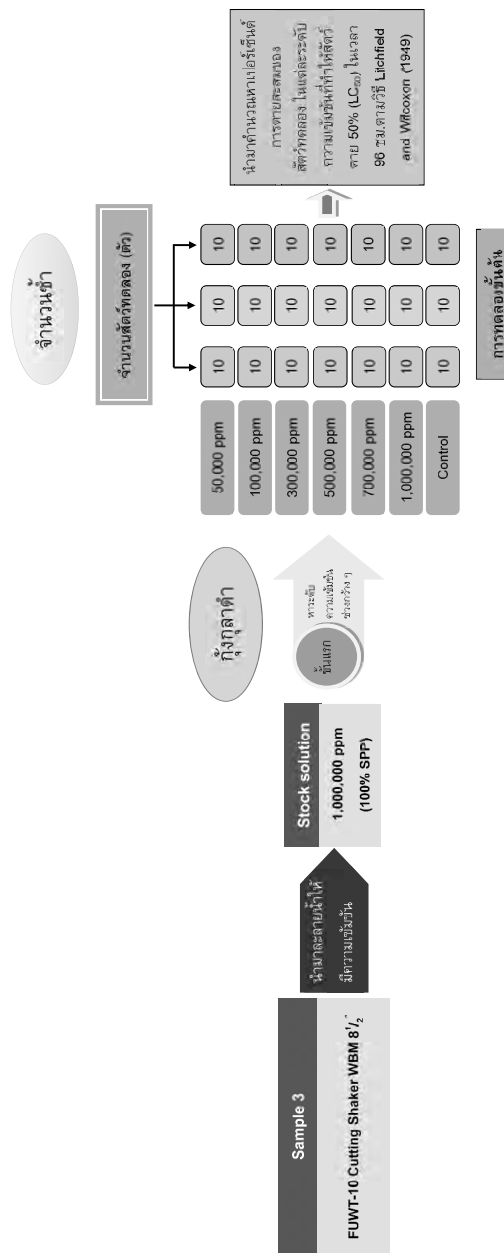 Sample 3
FUWT-10 Cutting Shaker WBM 8 1/2"
นำมาละลายน้ำให้
มีความเข้มข้น
Stock solution
1,000,000 ppm
(100% SPP)
กุ้งกุลาดำ
ขั้นแรก
หาระดับ
ความเข้มข้น
ช่วงกว้าง ๆ
จำนวนซ้ำ
จำนวนสัตว์ทดลอง (ตัว)
50,000 ppm 10 10 10
100,000 ppm 10 10 10
300,000 ppm 10 10 10
500,000 ppm 10 10 10
700,000 ppm 10 10 10
1,000,000 ppm 10 10 10
Control 10 10 10
การทดลองขั้นต้น
นำมาคำนวณหาเปอร์เซ็นต์
การตายสะสมของ
สัตว์ทดลอง ในแต่ละระดับ
ความเข้มข้นที่ทำให้สัตว์
ตาย 50% (LC50) ในเวลา
96 ชม.ตามวิธี Litchfield
and Wilcoxon (1949)